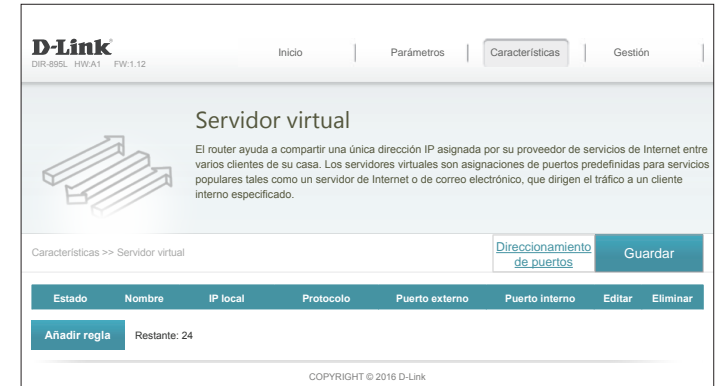 D-Link
DIR-895L HW:A1 FW:1.12
Inicio
Parámetros
Características
Gestión
Servidor virtual
El router ayuda a compartir una única dirección IP asignada por su proveedor de servicios de Internet entre
varios clientes de su casa. Los servidores virtuales son asignaciones de puertos predefinidas para servicios
populares tales como un servidor de Internet o de correo electrónico, que dirigen el tráfico a un cliente
interno especificado.
Características >> Servidor virtual
Direccionamiento
de puertos
Guardar
Estado Nombre IP local Protocolo Puerto externo Puerto interno Editar Eliminar
Añadir regla
Restante: 24
COPYRIGHT © 2016 D-Link